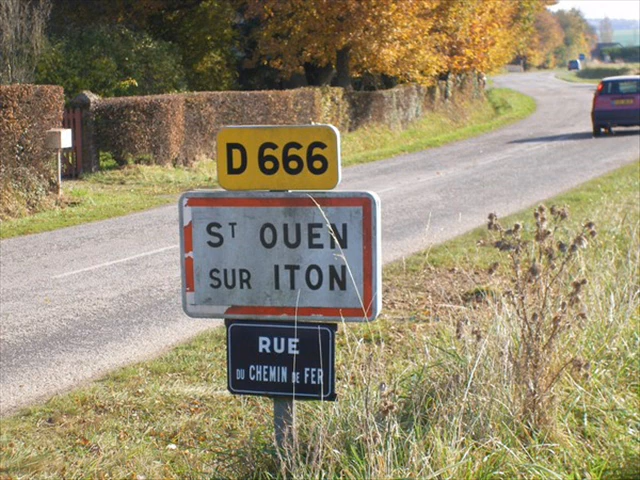 D 666
ST OUEN
SUR ITON
RUE
DU CHEMIN DE FER